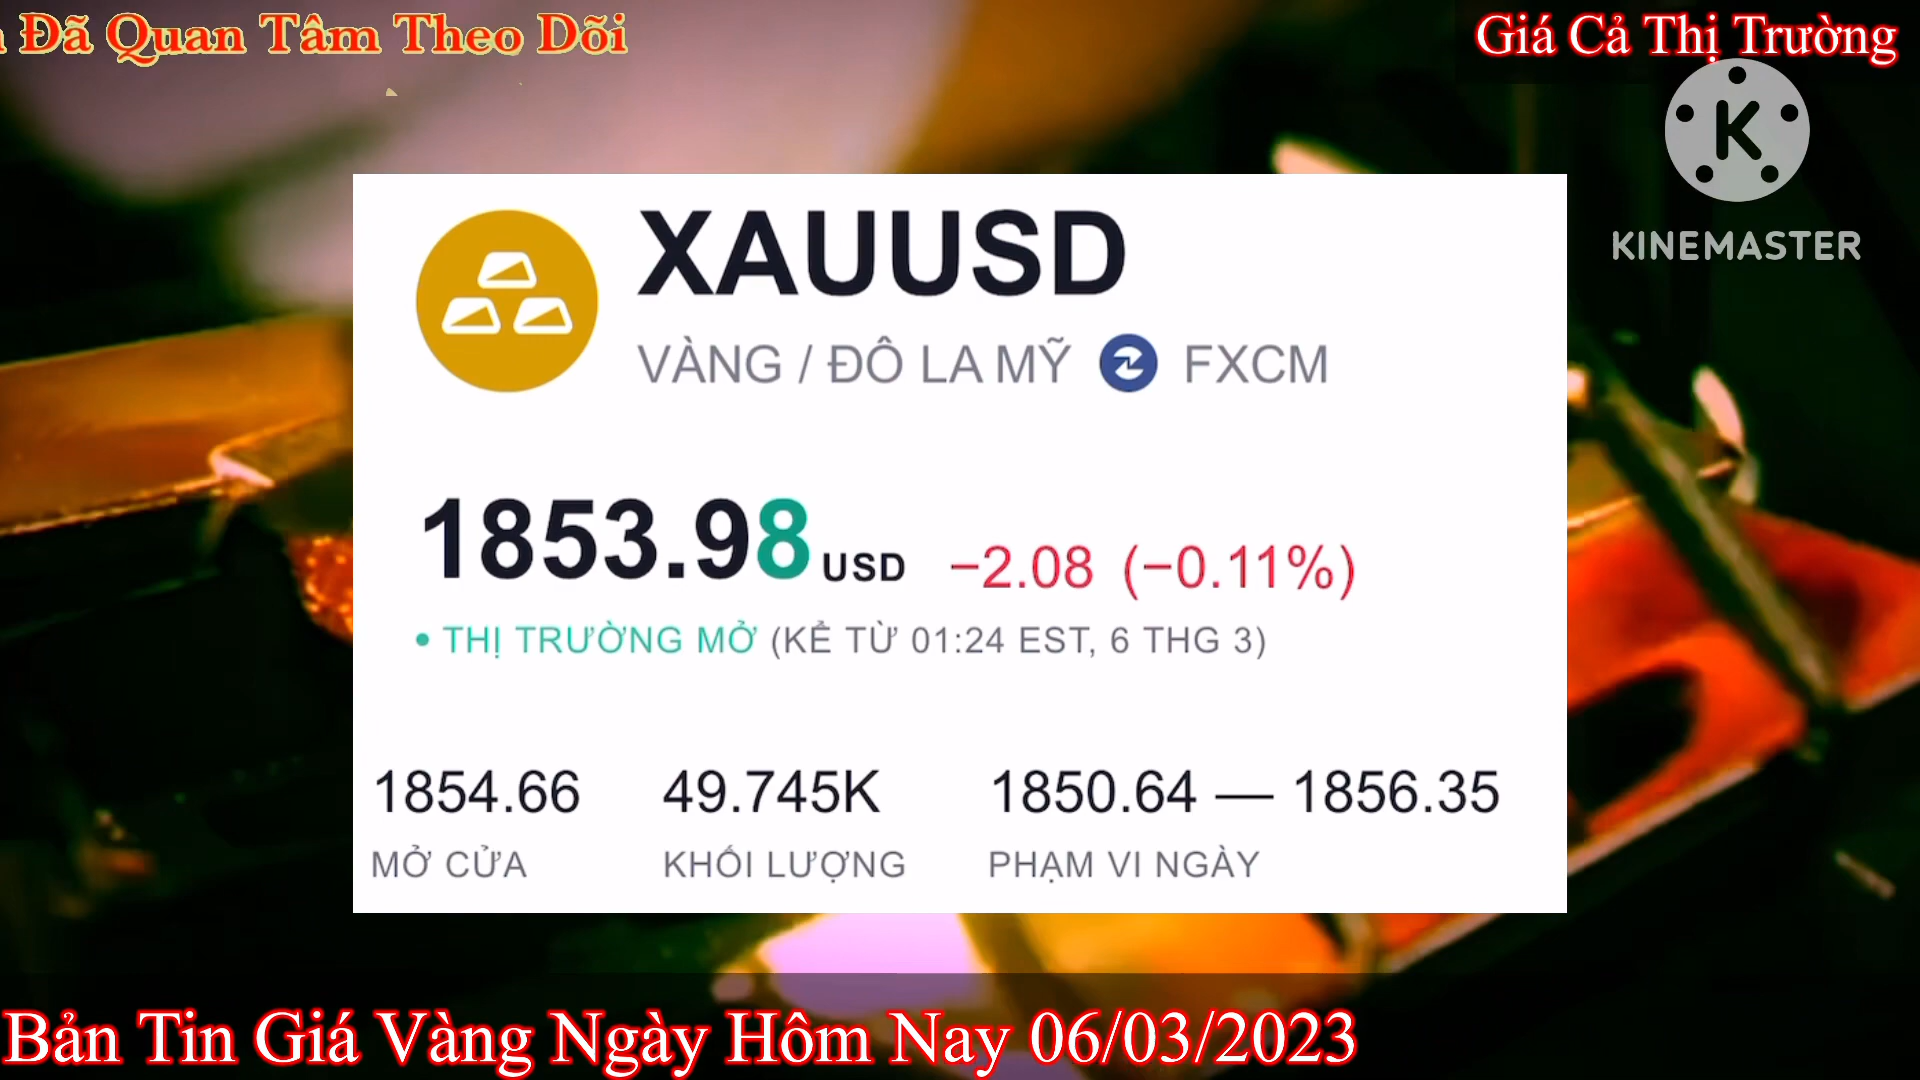 Đã Quan Tâm Theo Dõi
Giá Cả Thị Trường
K
KINEMASTER
XAUUSD
VÀNG / ĐÔ LA MỸ FXCM
1853.98 USD −2.08 (−0.11%)
• THỊ TRƯỜNG MỞ (KỂ TỪ 01:24 EST, 6 THG 3)
1854.66 49.745K 1850.64 — 1856.35
MỞ CỬA KHỐI LƯỢNG PHẠM VI NGÀY
Bản Tin Giá Vàng Ngày Hôm Nay 06/03/2023